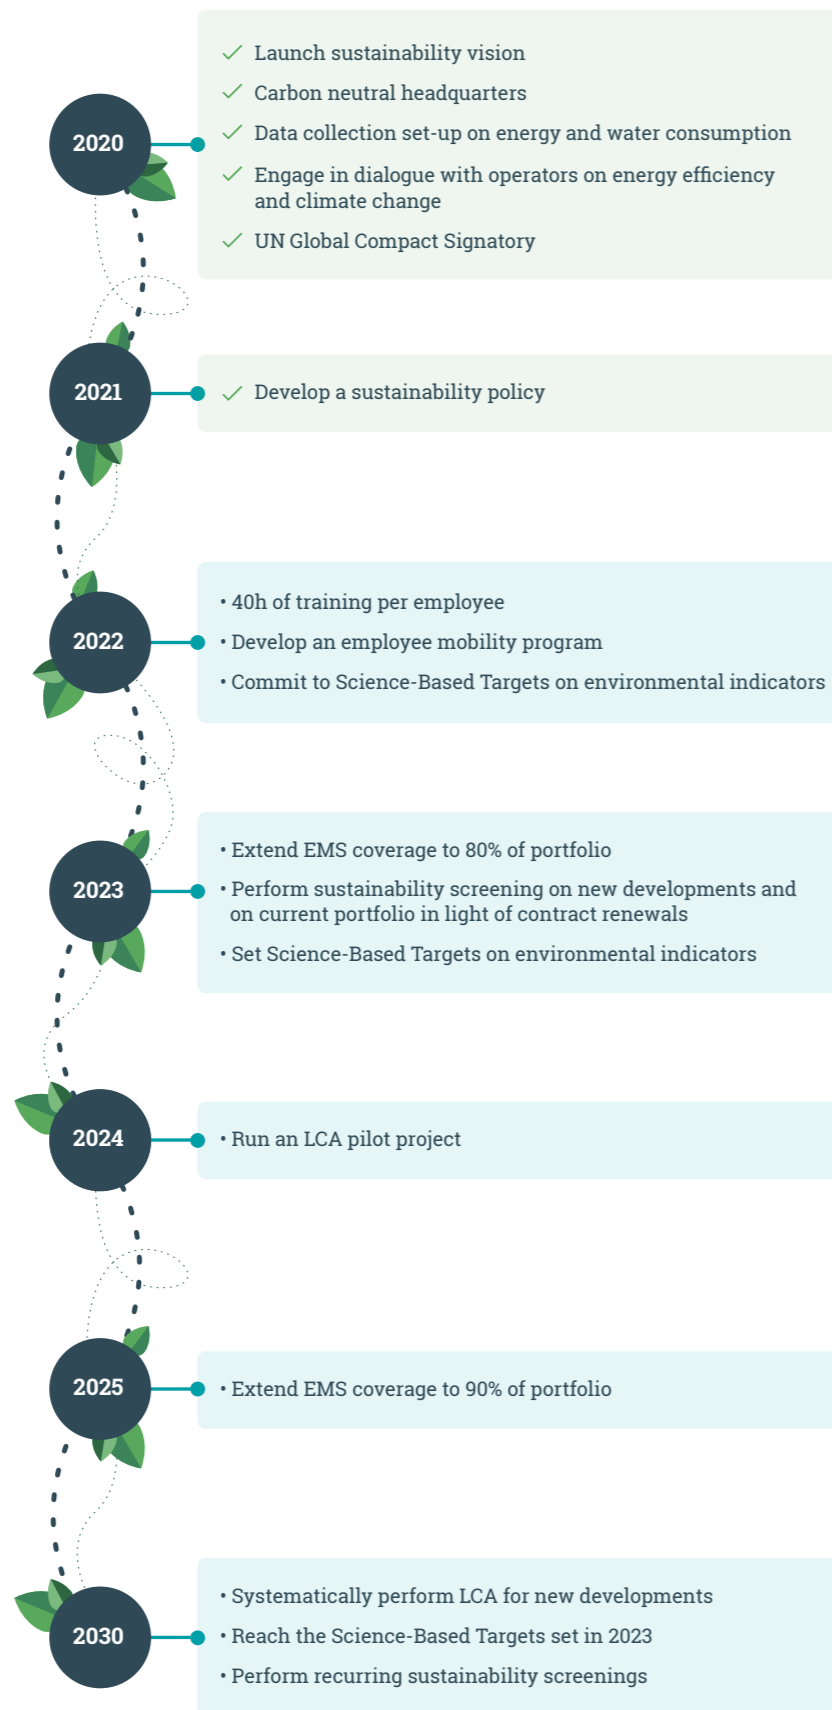 2020
Launch sustainability vision
Carbon neutral headquarters
Data collection set-up on energy and water consumption
Engage in dialogue with operators on energy efficiency
and climate change
UN Global Compact Signatory
2021
Develop a sustainability policy
2022
• 40h of training per employee
• Develop an employee mobility program
• Commit to Science-Based Targets on environmental indicators
2023
• Extend EMS coverage to 80% of portfolio
• Perform sustainability screening on new developments and
on current portfolio in light of contract renewals
• Set Science-Based Targets on environmental indicators
2024
• Run an LCA pilot project
2025
• Extend EMS coverage to 90% of portfolio
2030
• Systematically perform LCA for new developments
• Reach the Science-Based Targets set in 2023
• Perform recurring sustainability screenings